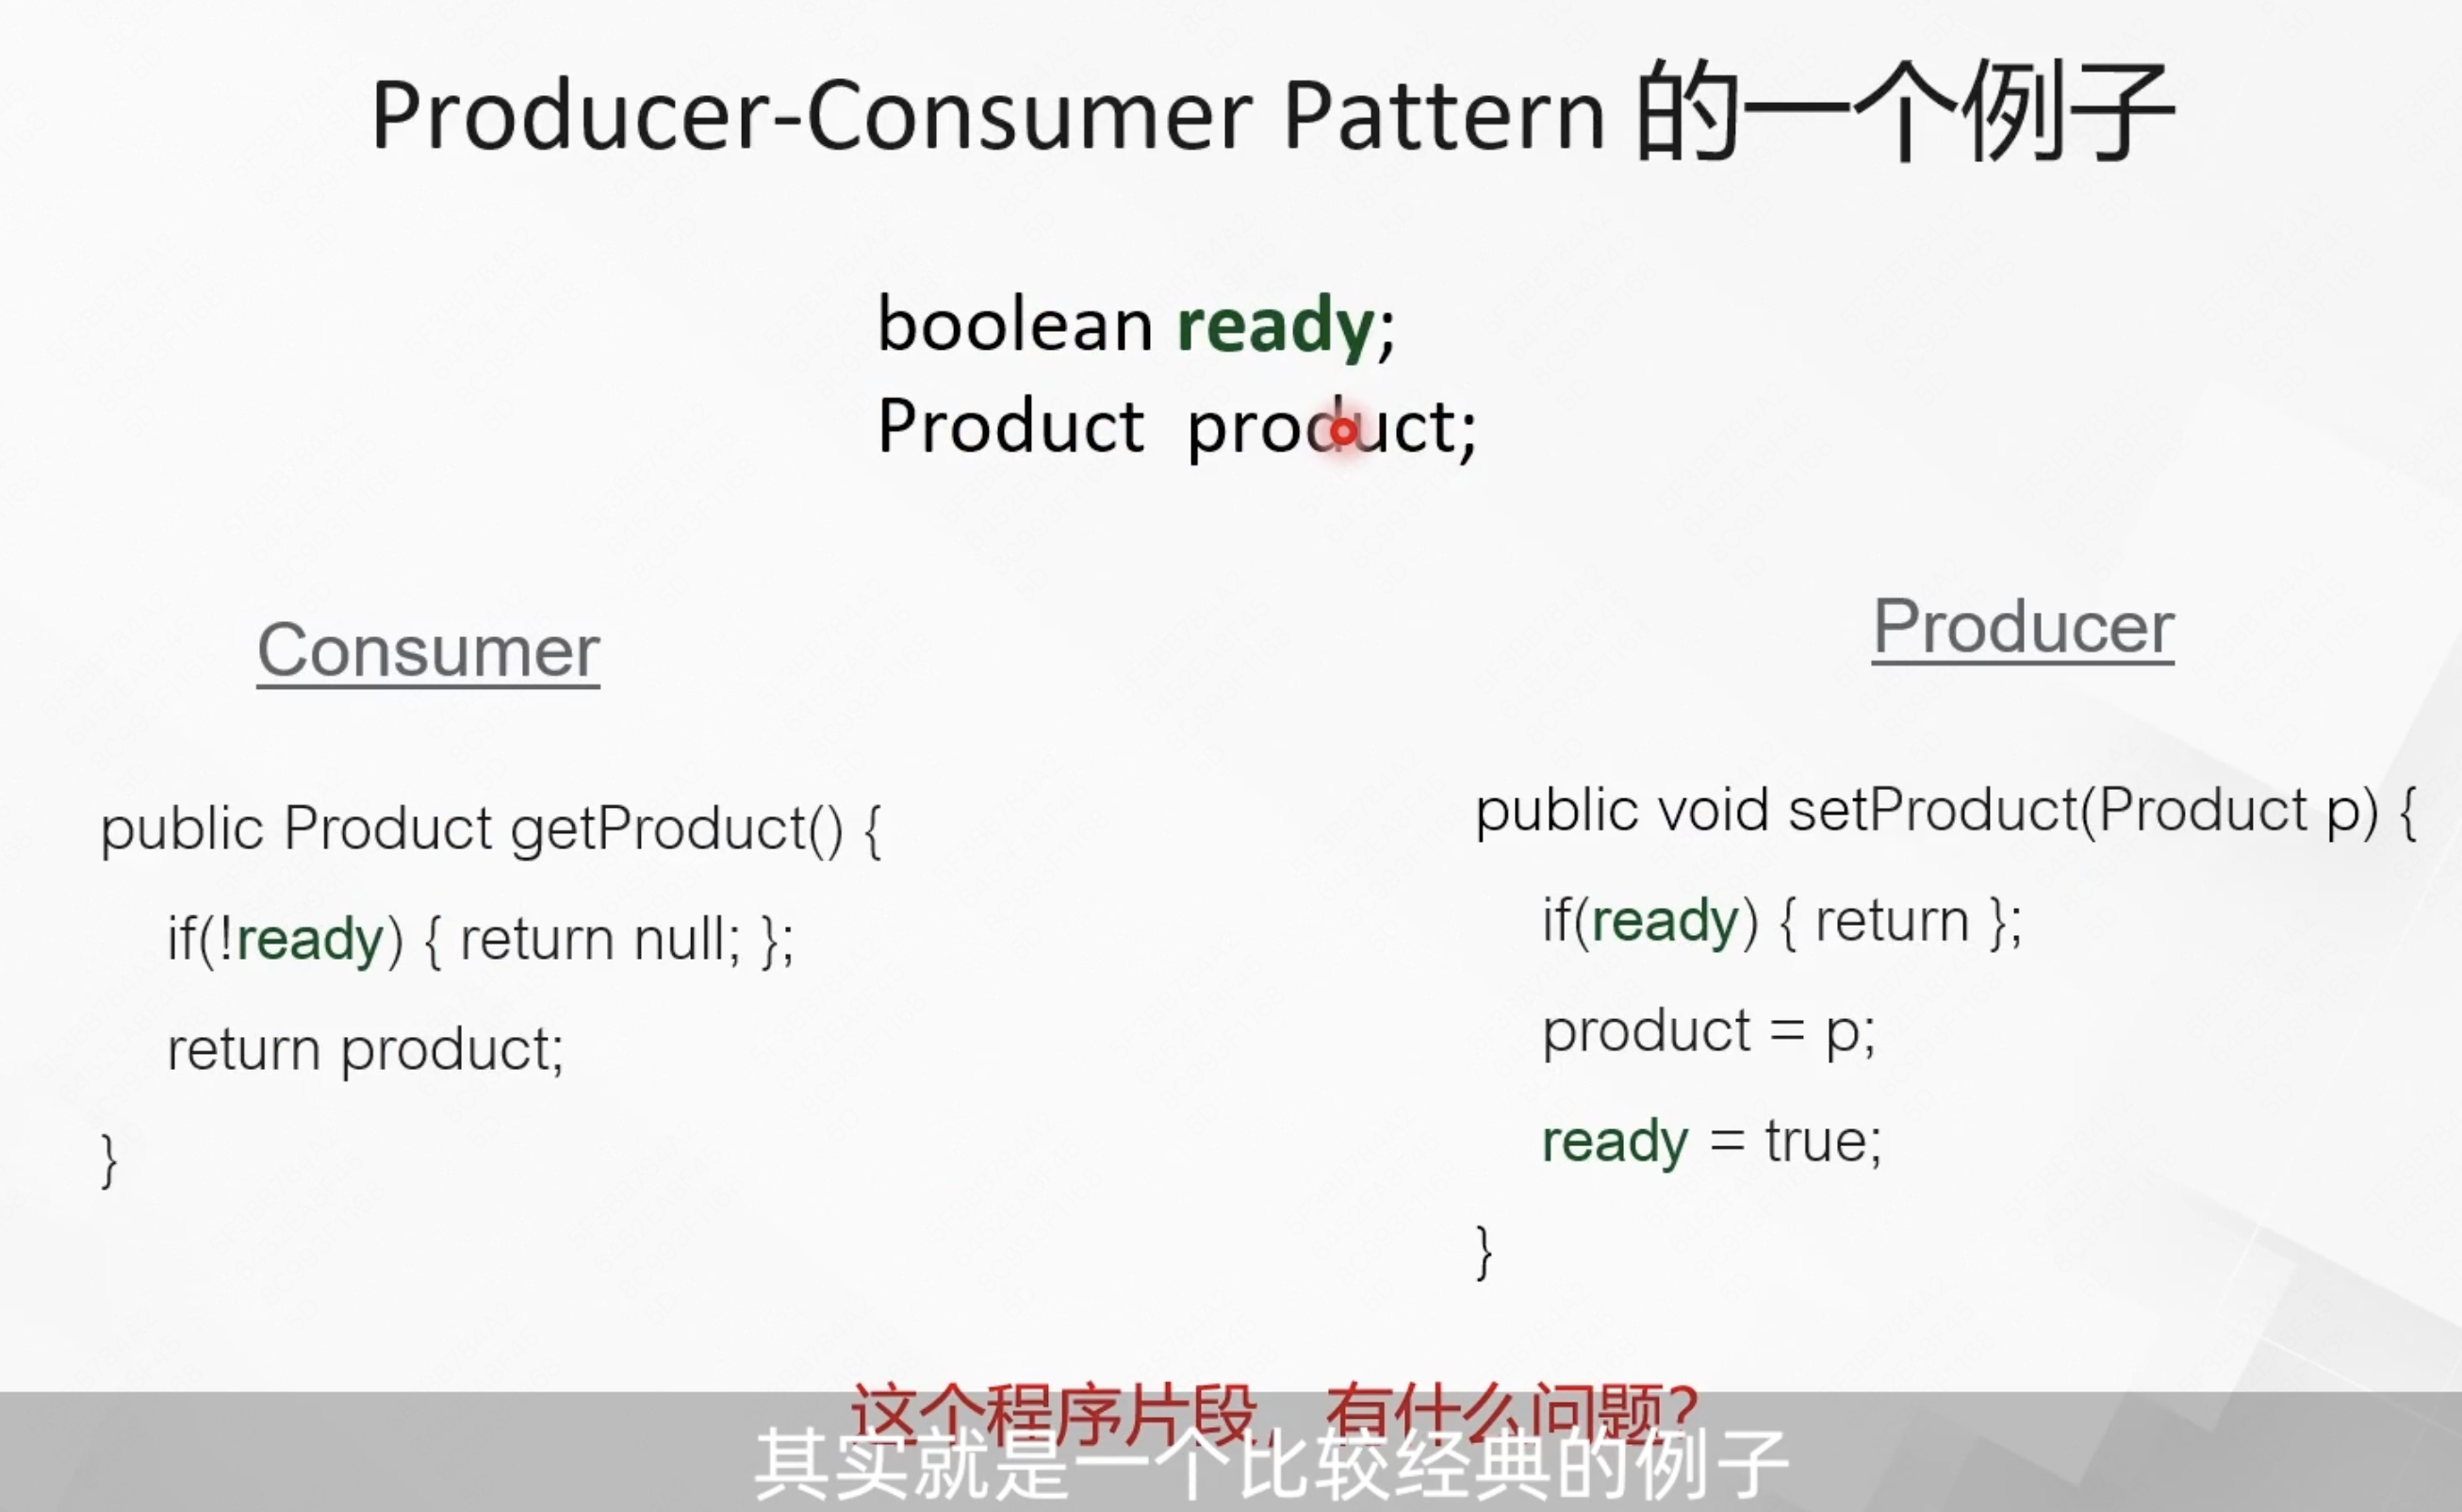 Producer-Consumer Pattern 的一个例子
boolean ready;
Product product;
Consumer
public Product getProduct() {
if(!ready) { return null; };
return product;
}
Producer
public void setProduct(Product p) {
if(ready) { return };
product = p;
ready = true;
}
这个程序片段，有什么问题?
其实就是一个比较经典的例子